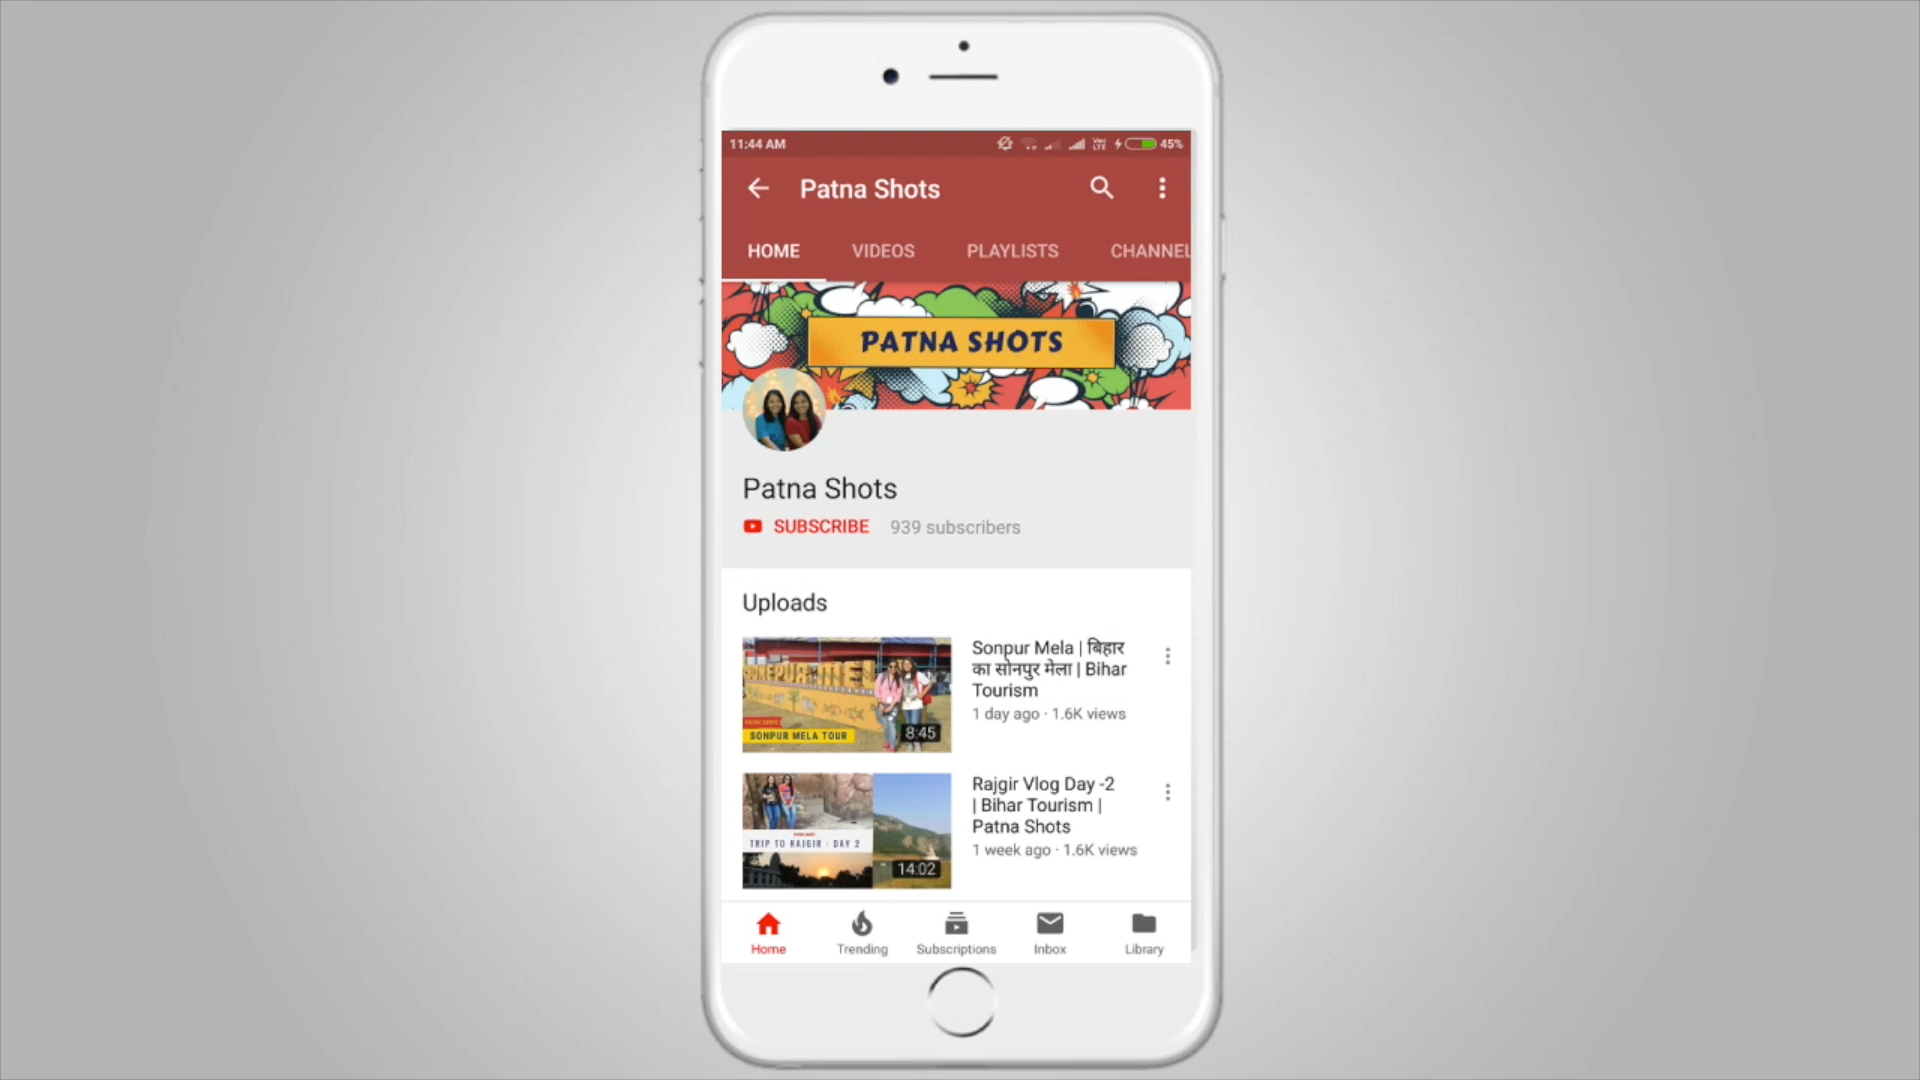 11:44 AM
VoLTE
45%
Patna Shots
HOME
VIDEOS
PLAYLISTS
CHANNEL
PATNA SHOTS
Patna Shots
SUBSCRIBE
939 subscribers
Uploads
PATNA SHOTS
SONPUR MELA TOUR
8:45
Sonpur Mela | बिहार
का सोनपुर मेला | Bihar
Tourism
1 day ago · 1.6K views
TRIP TO RAJGIR : DAY 2
14:02
Rajgir Vlog Day -2
| Bihar Tourism |
Patna Shots
1 week ago · 1.6K views
Home
Trending
Subscriptions
Inbox
Library